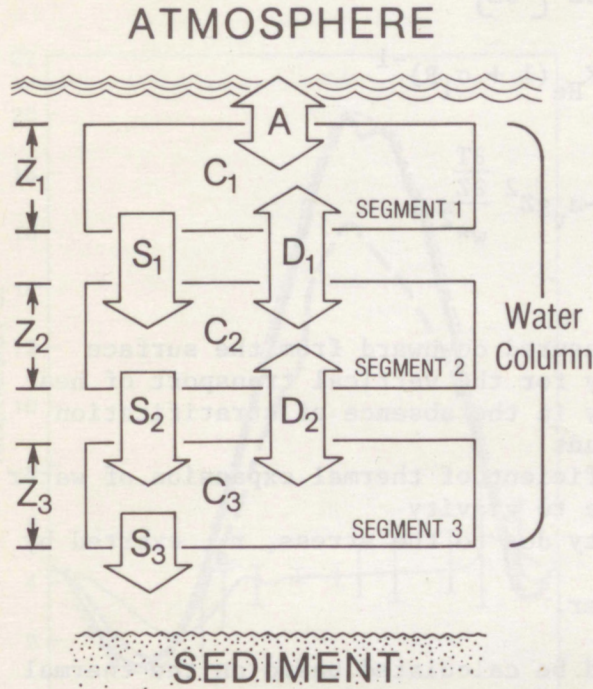 ATMOSPHERE
A
Z1
C1
SEGMENT 1
S1
D1
Z2
C2
SEGMENT 2
Water
Column
S2
D2
Z3
C3
SEGMENT 3
S3
SEDIMENT